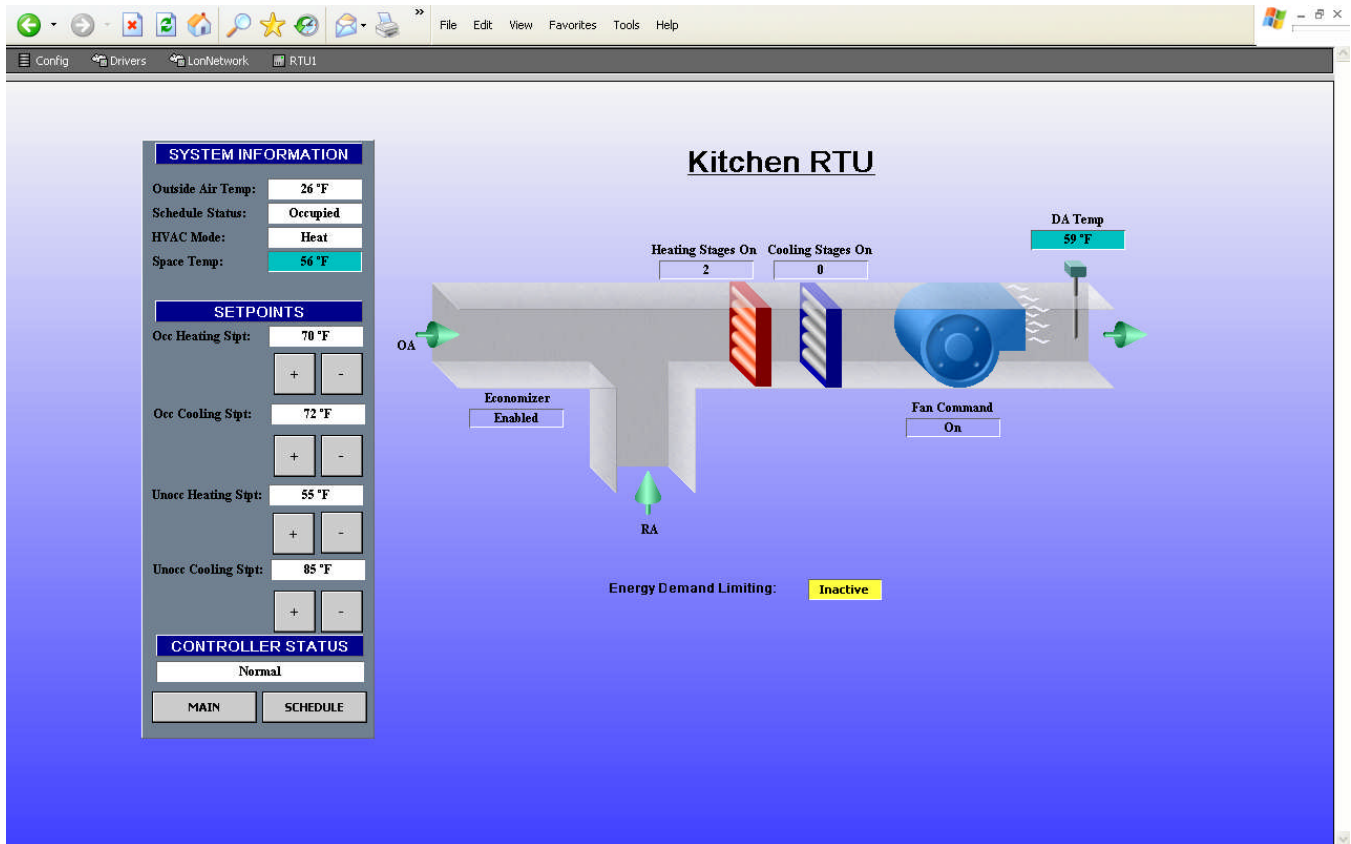 » File Edit View Favorites Tools Help
Config Drivers LonNetwork RTU1
SYSTEM INFORMATION
Outside Air Temp: 26 °F
Schedule Status: Occupied
HVAC Mode: Heat
Space Temp: 56 °F
SETPOINTS
Occ Heating Stpt: 70 °F
+ -
Occ Cooling Stpt: 72 °F
+ -
Unocc Heating Stpt: 55 °F
+ -
Unocc Cooling Stpt: 85 °F
+ -
CONTROLLER STATUS
Normal
MAIN SCHEDULE
Kitchen RTU
DA Temp
59 °F
Heating Stages On Cooling Stages On
2 0
OA
Economizer
Enabled
Fan Command
On
RA
Energy Demand Limiting: Inactive